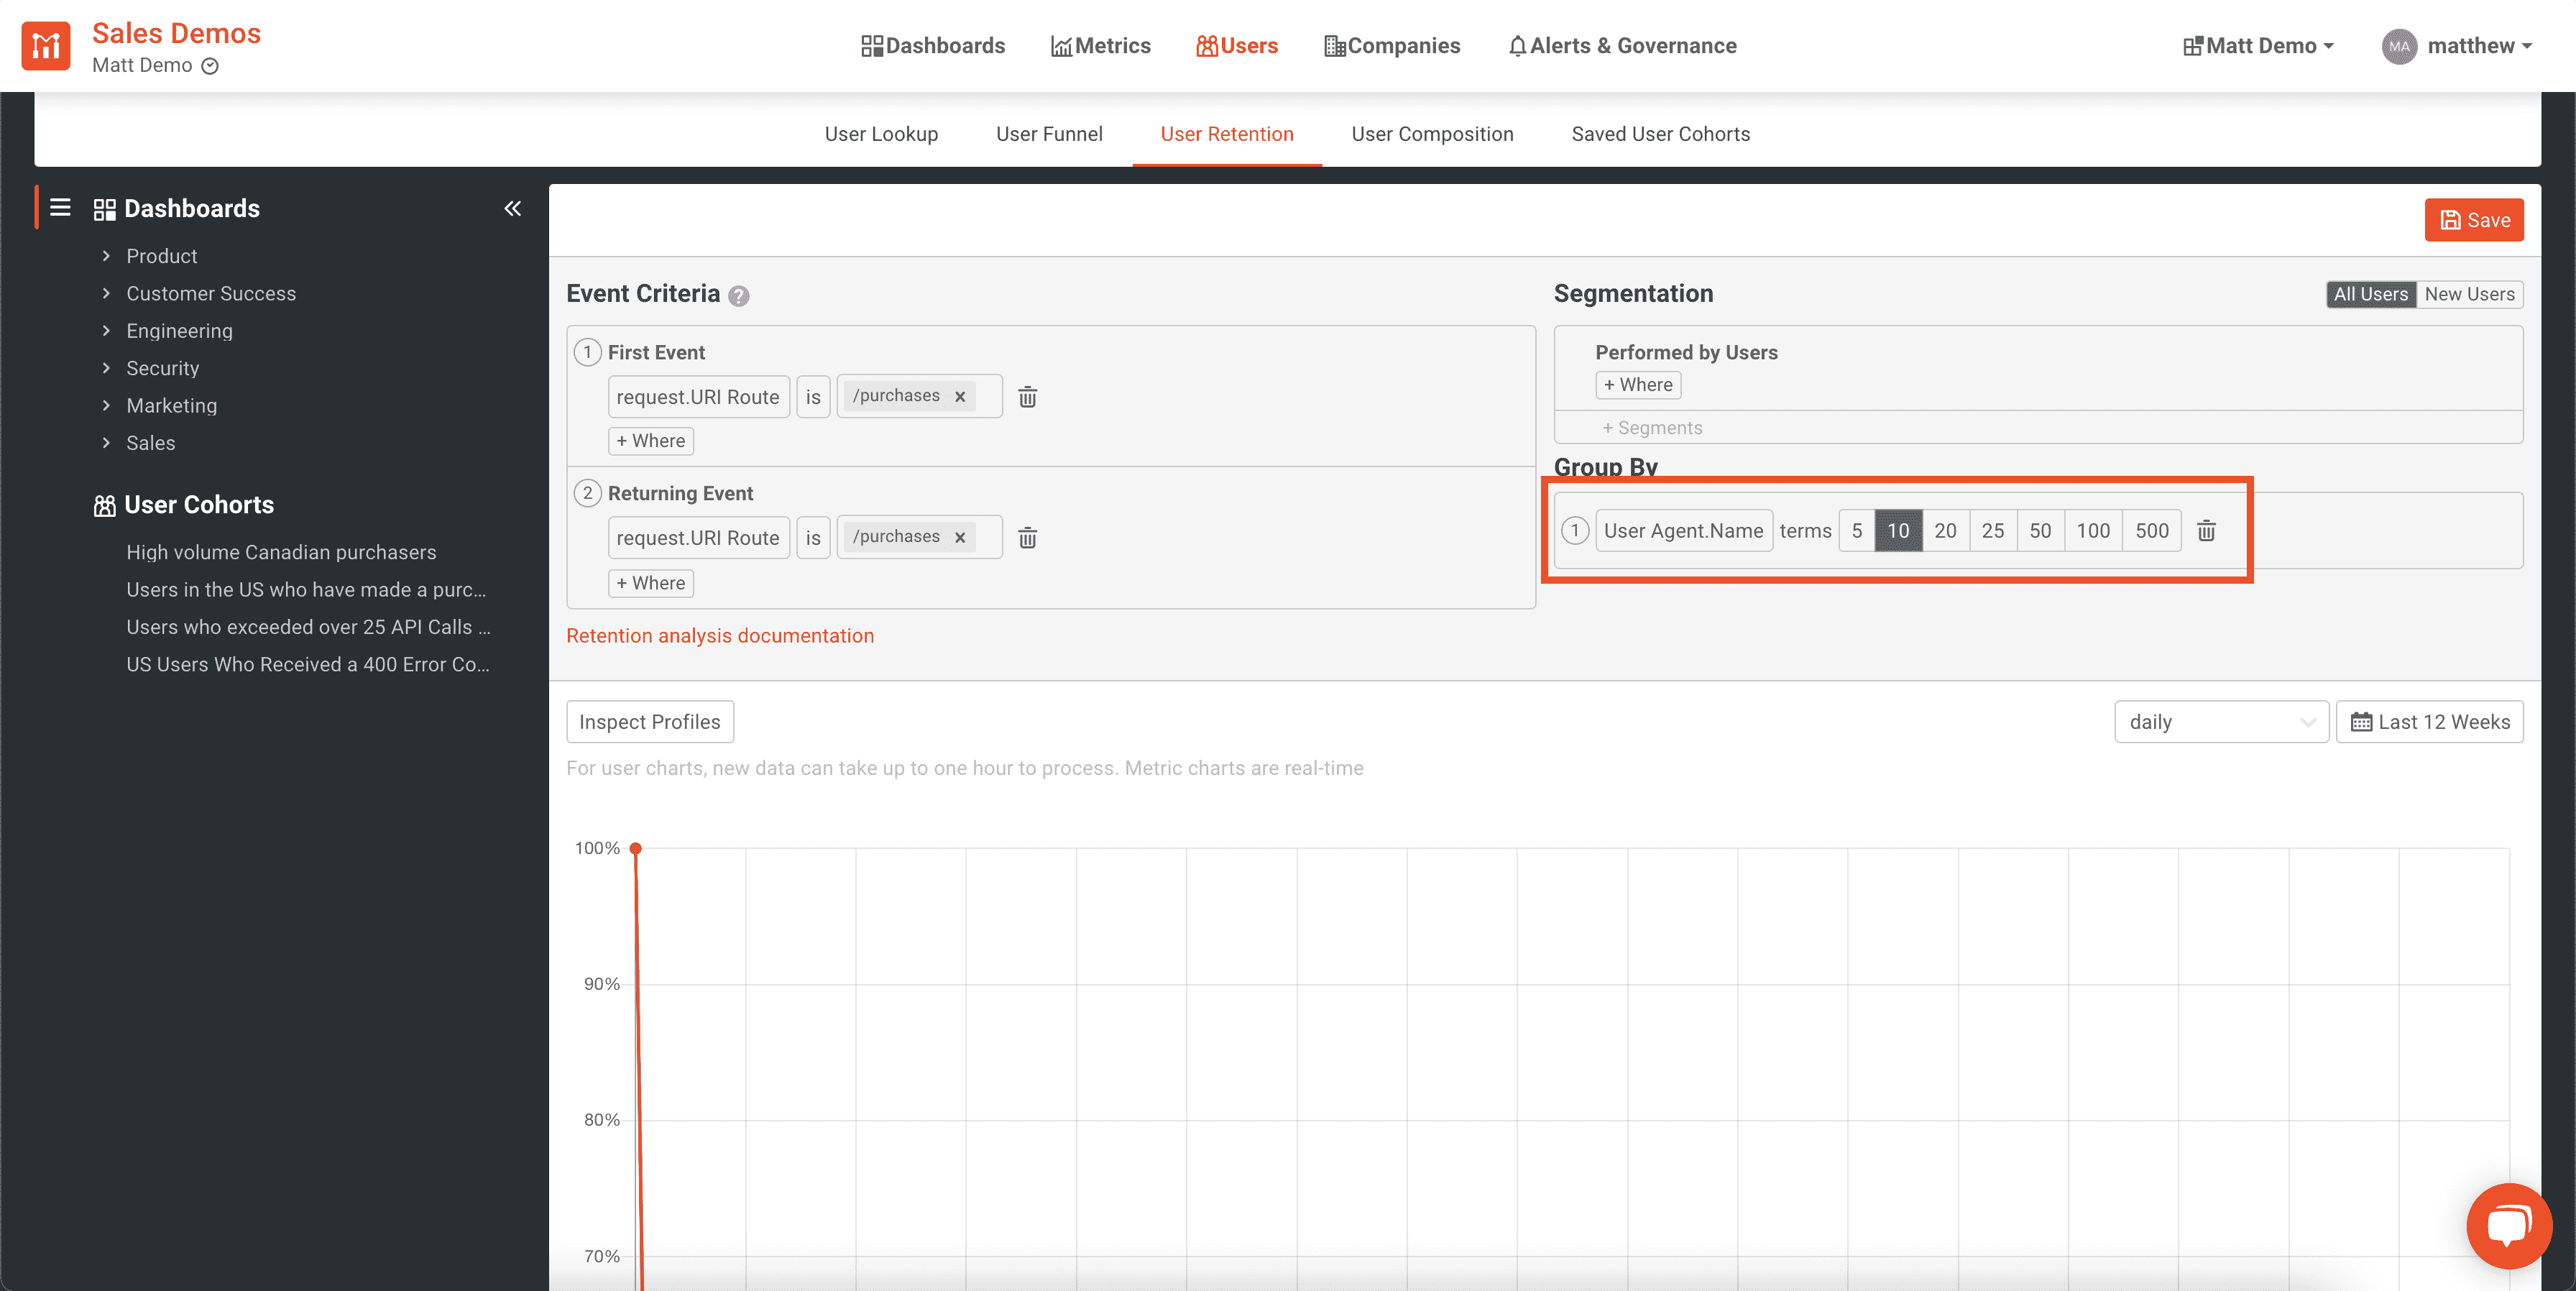 Sales Demos
Matt Demo
Dashboards Metrics Users Companies Alerts & Governance
Matt Demo
MA matthew
User Lookup User Funnel User Retention User Composition Saved User Cohorts
Dashboards
Product
Customer Success
Engineering
Security
Marketing
Sales
User Cohorts
High volume Canadian purchasers
Users in the US who have made a purc...
Users who exceeded over 25 API Calls ...
US Users Who Received a 400 Error Co...
Save
Event Criteria ?
1 First Event
request.URI Route is /purchases x
+ Where
2 Returning Event
request.URI Route is /purchases x
+ Where
Retention analysis documentation
Segmentation
All Users New Users
Performed by Users
+ Where
+ Segments
Group By
1 User Agent.Name terms 5 10 20 25 50 100 500
Inspect Profiles
daily
Last 12 Weeks
For user charts, new data can take up to one hour to process. Metric charts are real-time
100%
90%
80%
70%